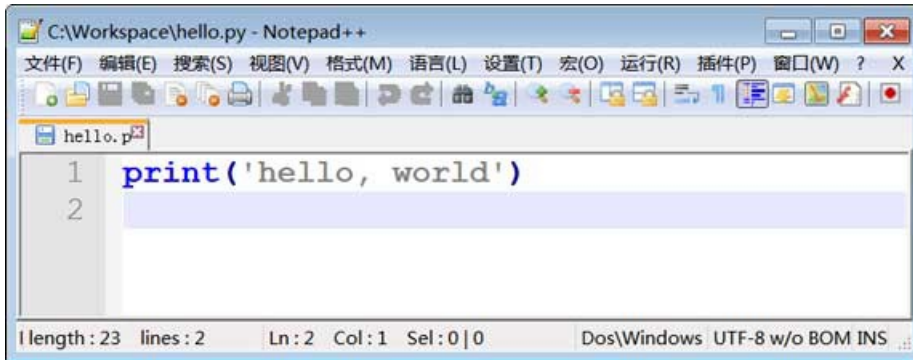 C:\Workspace\hello.py - Notepad++
文件(F) 编辑(E) 搜索(S) 视图(V) 格式(M) 语言(L) 设置(T) 宏(O) 运行(R) 插件(P) 窗口(W) ? X
hello.p
1 print('hello, world')
2
length : 23 lines : 2 Ln : 2 Col : 1 Sel : 0 | 0 Dos\Windows UTF-8 w/o BOM INS